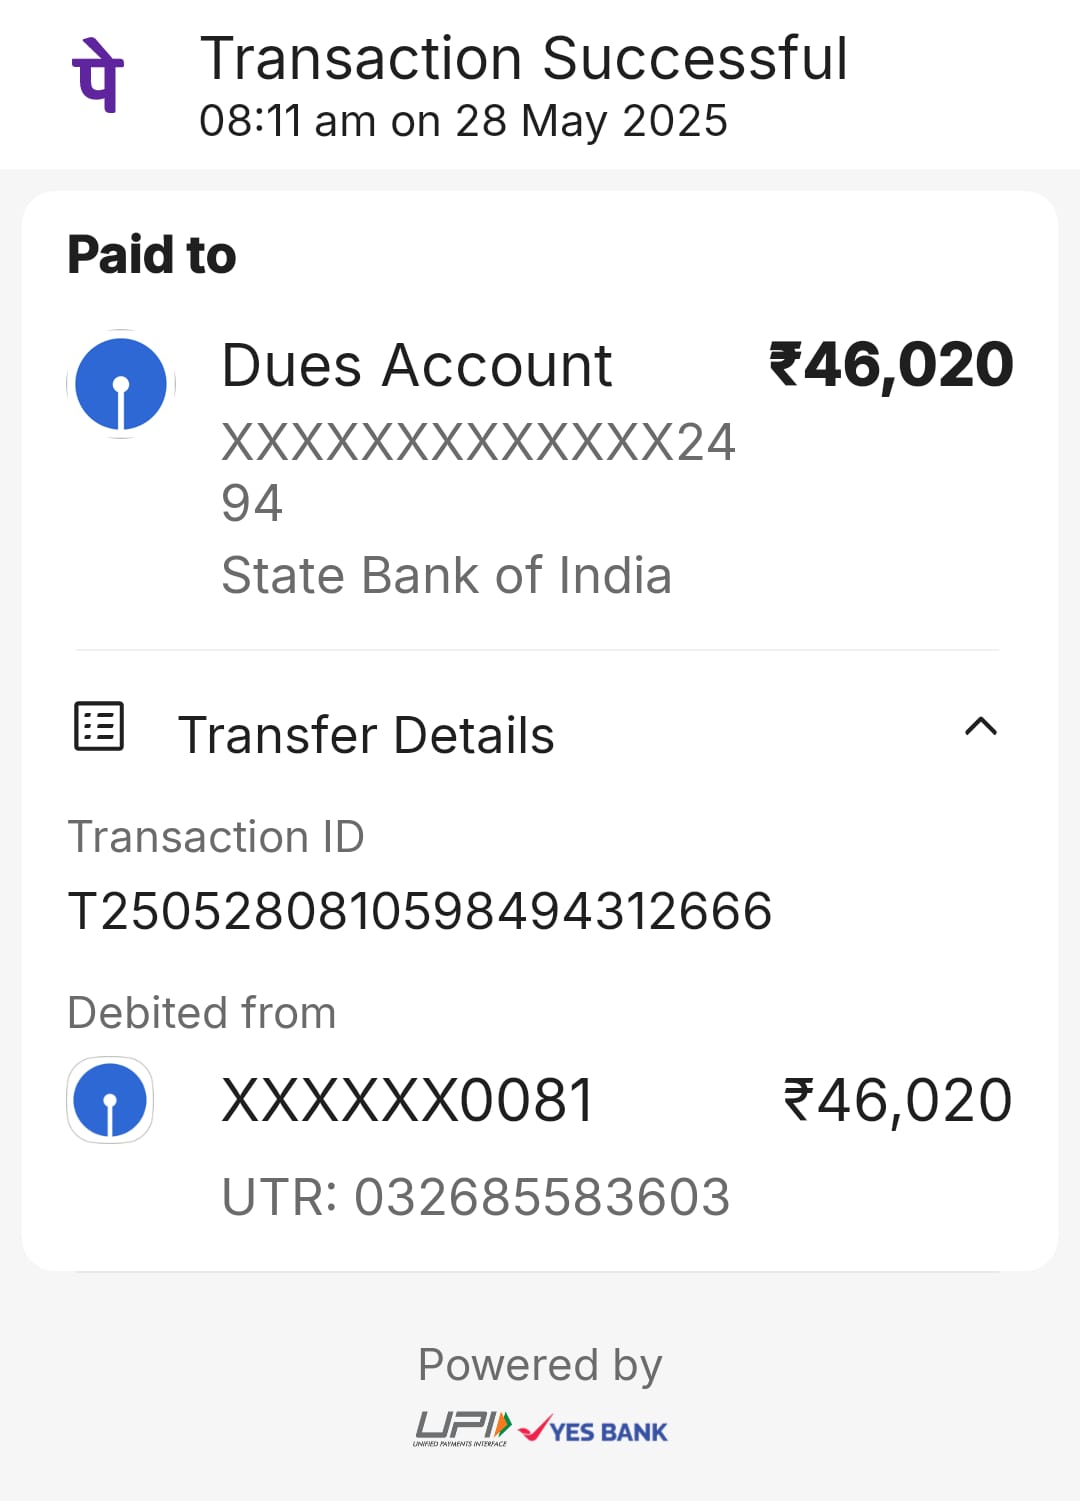 पे
Transaction Successful
08:11 am on 28 May 2025
Paid to
Dues Account ₹46,020
XXXXXXXXXXXXX24
94
State Bank of India
Transfer Details
Transaction ID
T2505280810598494312666
Debited from
XXXXXX0081 ₹46,020
UTR: 032685583603
Powered by
UPI YES BANK
UNIFIED PAYMENTS INTERFACE